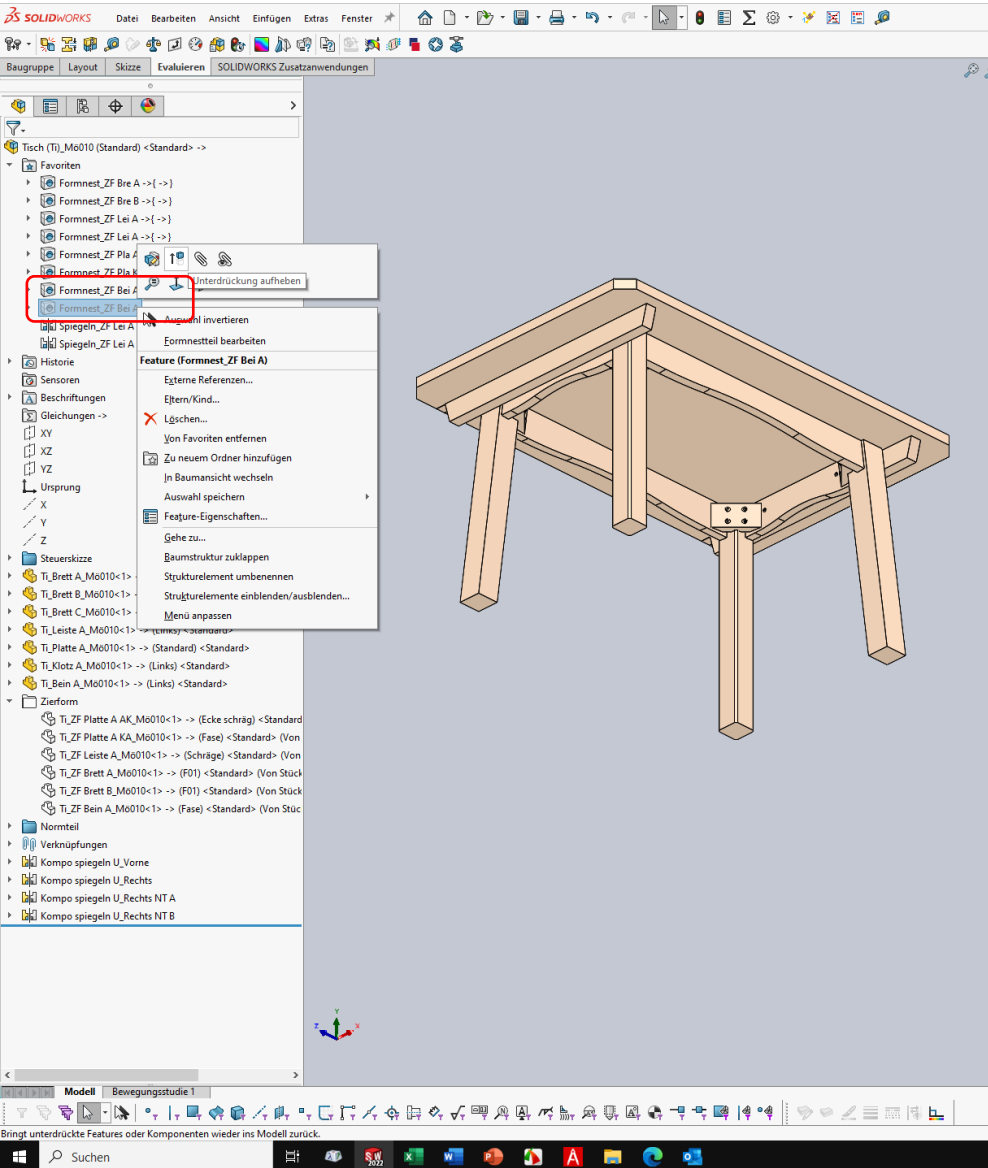 SOLIDWORKS Datei Bearbeiten Ansicht Einfügen Extras Fenster
Baugruppe Layout Skizze Evaluieren SOLIDWORKS Zusatzanwendungen
Tisch (Ti)_Mö010 (Standard) <Standard> ->
Favoriten
Formnest_ZF Bre A ->{ ->}
Formnest_ZF Bre B ->{ ->}
Formnest_ZF Lei A ->{ ->}
Formnest_ZF Lei A ->{ ->}
Formnest_ZF Pla A
Formnest_ZF Pla K
Formnest_ZF Bei A
Formnest_ZF Bei A
Spiegeln_ZF Lei A
Spiegeln_ZF Lei A
Historie
Sensoren
Beschriftungen
Gleichungen ->
XY
XZ
YZ
Ursprung
X
Y
Z
Steuerskizze
Ti_Brett A_Mö010<1>
Ti_Brett B_Mö010<1>
Ti_Brett C_Mö010<1>
Ti_Leiste A_Mö010<1> -> (Links) <Standard>
Ti_Platte A_Mö010<1> -> (Standard) <Standard>
Ti_Klotz A_Mö010<1> -> (Links) <Standard>
Ti_Bein A_Mö010<1> -> (Links) <Standard>
Zierform
Ti_ZF Platte A AK_Mö010<1> -> (Ecke schräg) <Standard
Ti_ZF Platte A KA_Mö010<1> -> (Fase) <Standard> (Von
Ti_ZF Leiste A_Mö010<1> -> (Schräge) <Standard> (Von
Ti_ZF Brett A_Mö010<1> -> (F01) <Standard> (Von Stück
Ti_ZF Brett B_Mö010<1> -> (F01) <Standard> (Von Stück
Ti_ZF Bein A_Mö010<1> -> (Fase) <Standard> (Von Stüc
Normteil
Verknüpfungen
Kompo spiegeln U_Vorne
Kompo spiegeln U_Rechts
Kompo spiegeln U_Rechts NT A
Kompo spiegeln U_Rechts NT B
Unterdrückung aufheben
Auswahl invertieren
Formnestteil bearbeiten
Feature (Formnest_ZF Bei A)
Externe Referenzen...
Eltern/Kind...
Löschen...
Von Favoriten entfernen
Zu neuem Ordner hinzufügen
In Baumansicht wechseln
Auswahl speichern
Feature-Eigenschaften...
Gehe zu...
Baumstruktur zuklappen
Strukturelement umbenennen
Strukturelemente einblenden/ausblenden...
Menü anpassen
Y
Z X
Modell Bewegungsstudie 1
Bringt unterdrückte Features oder Komponenten wieder ins Modell zurück.
Suchen
SW
2022